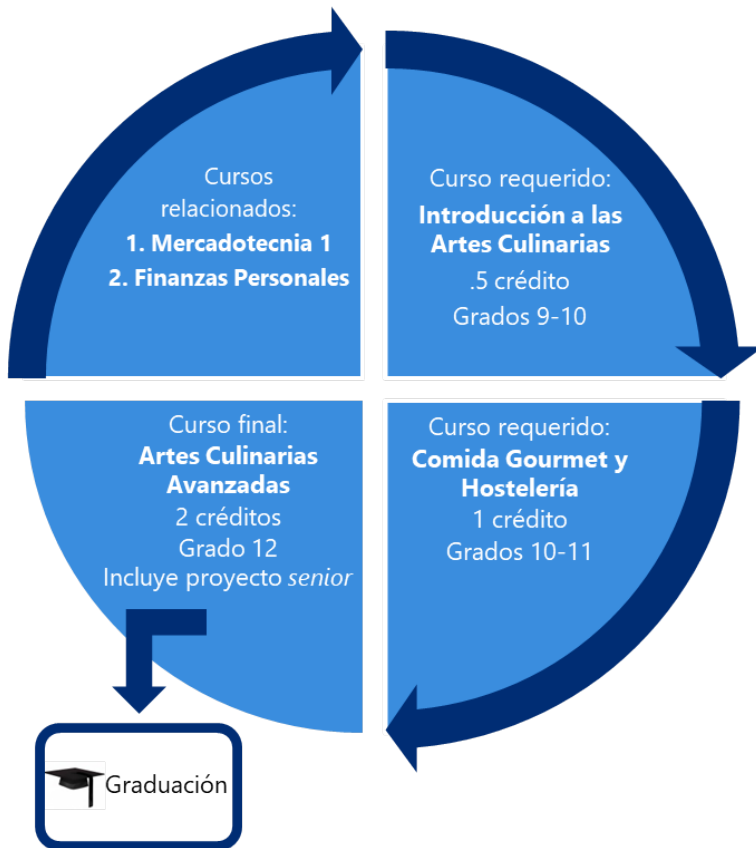 Cursos
relacionados:
1. Mercadotecnia 1
2. Finanzas Personales
Curso requerido:
Introducción a las
Artes Culinarias
.5 crédito
Grados 9-10
Curso requerido:
Comida Gourmet y
Hostelería
1 crédito
Grados 10-11
Curso final:
Artes Culinarias
Avanzadas
2 créditos
Grado 12
Incluye proyecto senior
Graduación